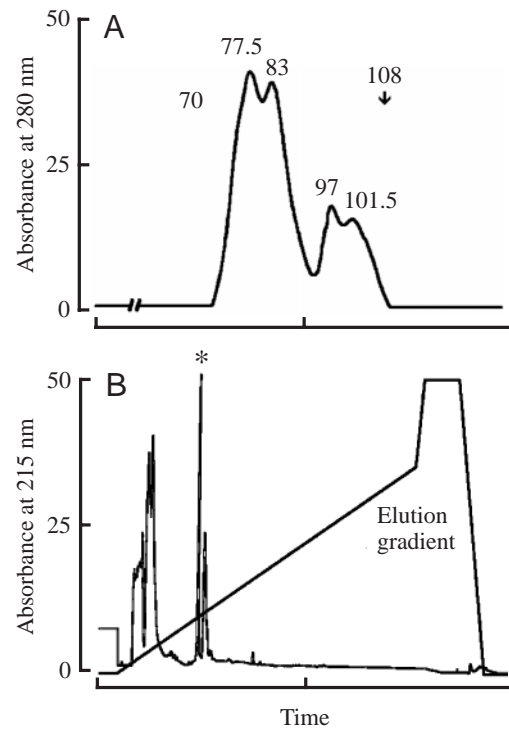 A
Absorbance at 280 nm
50
25
0
70
77.5
83
97
101.5
108
B
Absorbance at 215 nm
50
25
0
*
Elution
gradient
Time